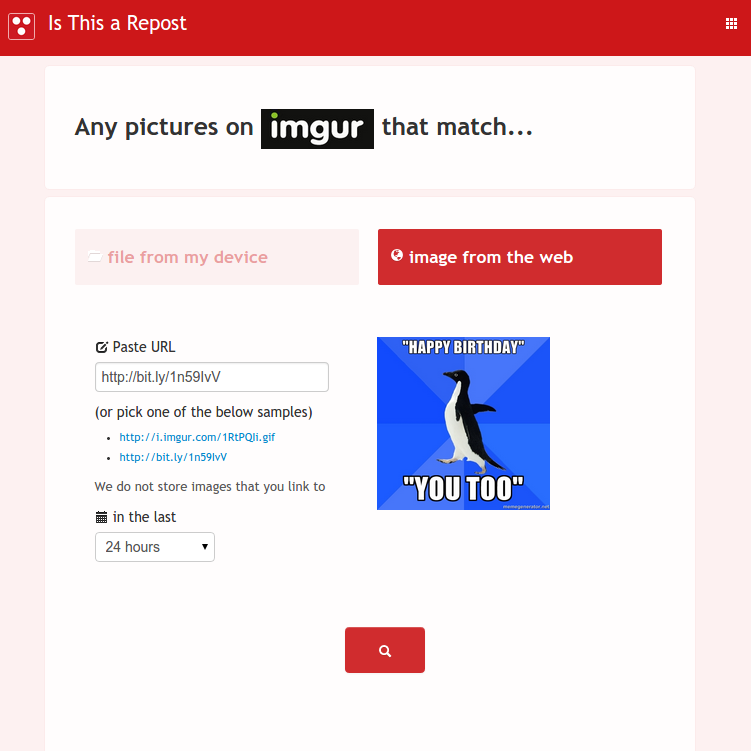 Is This a Repost
Any pictures on imgur that match...
file from my device
image from the web
Paste URL
http://bit.ly/1n59IvV
(or pick one of the below samples)
http://i.imgur.com/1RtPQIi.gif
http://bit.ly/1n59IvV
We do not store images that you link to
in the last
24 hours
"HAPPY BIRTHDAY"
"YOU TOO"
memegenerator.net